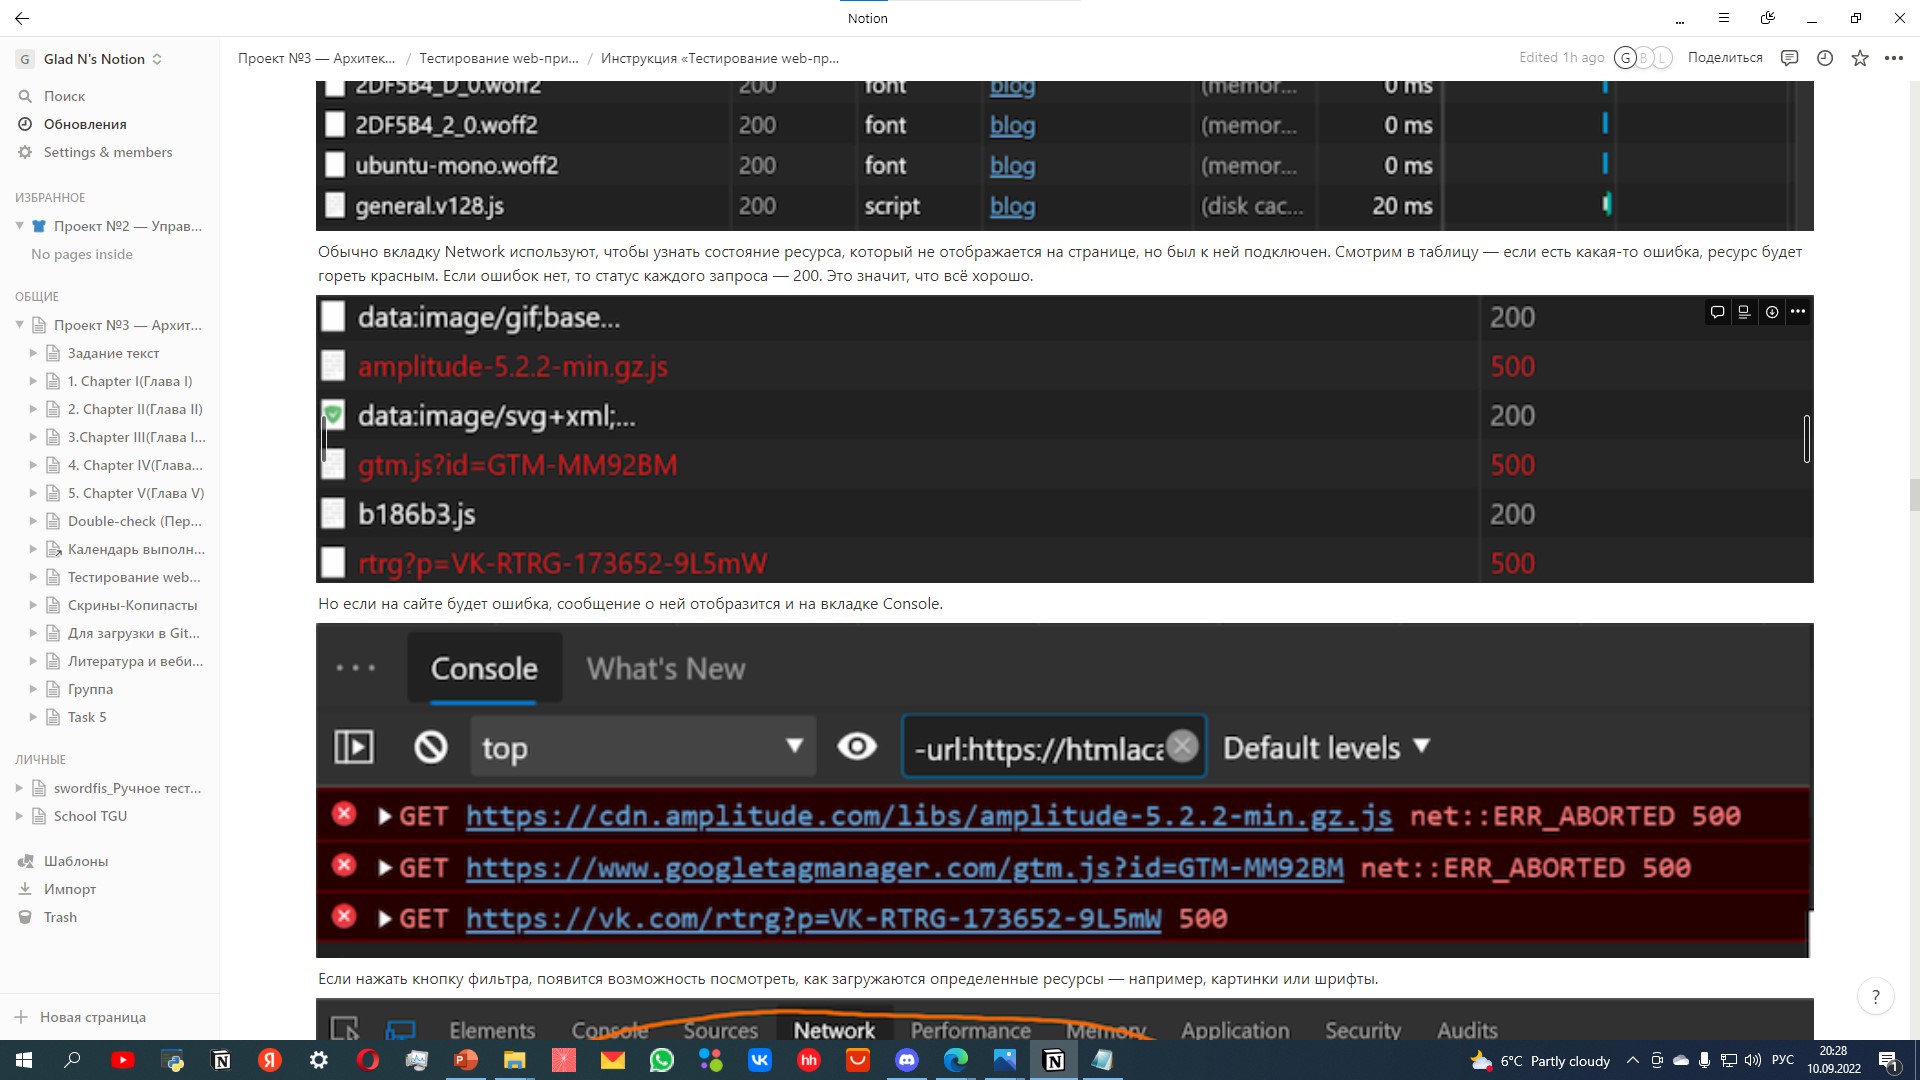 Notion
Glad N's Notion
Поиск
Обновления
Settings & members
ИЗБРАННОЕ
Проект №2 — Управ...
No pages inside
ОБЩИЕ
Проект №3 — Архит...
Задание текст
1. Chapter I(Глава I)
2. Chapter II(Глава II)
3.Chapter III(Глава I...
4. Chapter IV(Глава...
5. Chapter V(Глава V)
Double-check (Пер...
Календарь выполн...
Тестирование web...
Скрины-Копипасты
Для загрузки в Git...
Литература и веби...
Группа
Task 5
ЛИЧНЫЕ
swordfis_Ручное тест...
School TGU
Шаблоны
Импорт
Trash
Новая страница
Проект №3 — Архитек... / Тестирование web-при... / Инструкция «Тестирование web-пр...
Edited 1h ago G B L Поделиться
2DF5B4_D_0.woff2 200 font blog (memor... 0 ms
2DF5B4_2_0.woff2 200 font blog (memor... 0 ms
ubuntu-mono.woff2 200 font blog (memor... 0 ms
general.v128.js 200 script blog (disk cac... 20 ms
Обычно вкладку Network используют, чтобы узнать состояние ресурса, который не отображается на странице, но был к ней подключен. Смотрим в таблицу — если есть какая-то ошибка, ресурс будет
гореть красным. Если ошибок нет, то статус каждого запроса — 200. Это значит, что всё хорошо.
data:image/gif;base... 200
amplitude-5.2.2-min.gz.js 500
data:image/svg+xml;... 200
gtm.js?id=GTM-MM92BM 500
b186b3.js 200
rtrg?p=VK-RTRG-173652-9L5mW 500
Но если на сайте будет ошибка, сообщение о ней отобразится и на вкладке Console.
Console What's New
top -url:https://htmlaca Default levels
GET https://cdn.amplitude.com/libs/amplitude-5.2.2-min.gz.js net::ERR_ABORTED 500
GET https://www.googletagmanager.com/gtm.js?id=GTM-MM92BM net::ERR_ABORTED 500
GET https://vk.com/rtrg?p=VK-RTRG-173652-9L5mW 500
Если нажать кнопку фильтра, появится возможность посмотреть, как загружаются определенные ресурсы — например, картинки или шрифты.
Elements Console Sources Network Performance Memory Application Security Audits
?
6°C Partly cloudy РУС 20:28
10.09.2022
1